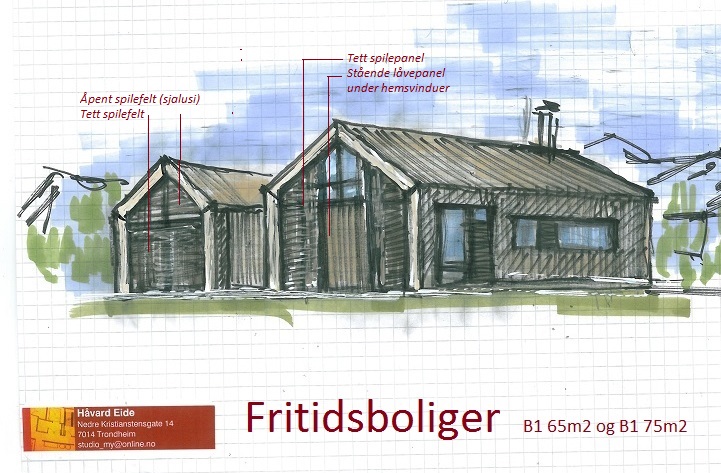 Tett spilepanel
Stående låvepanel
under hemsvinduer
Åpent spilefelt (sjalusi)
Tett spilefelt
Håvard Eide
Nedre Kristianstensgate 14
7014 Trondheim
studio_my@online.no
Fritidsboliger
B1 65m2 og B1 75m2